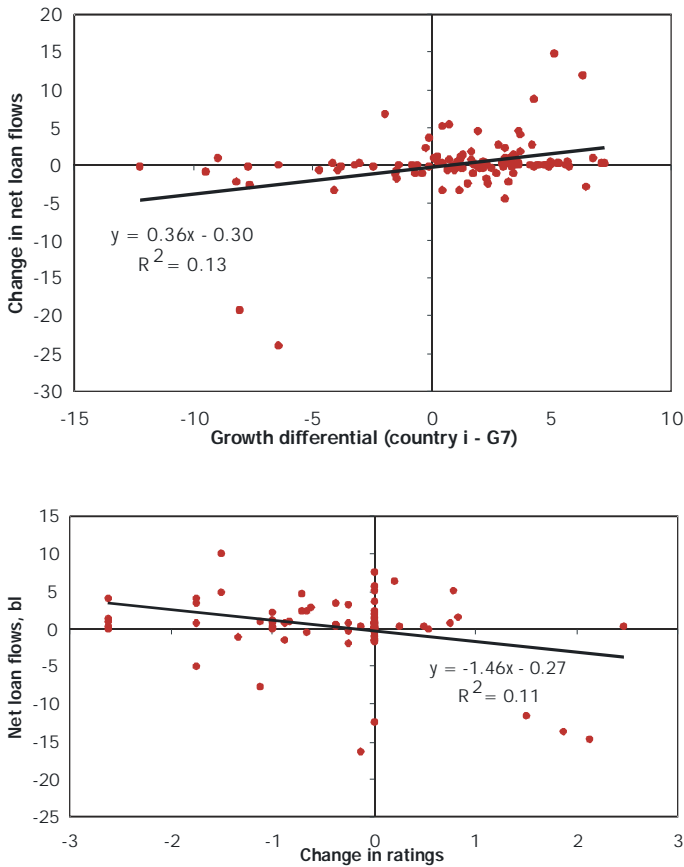 20
15
10
5
0
-5
-10
-15
-20
-25
-30
Change in net loan flows
y = 0.36x - 0.30
R2 = 0.13
-15 -10 -5 0 5 10
Growth differential (country i - G7)
15
10
5
0
-5
-10
-15
-20
-25
Net loan flows, bl
y = -1.46x - 0.27
R2 = 0.11
-3 -2 -1 0 1 2 3
Change in ratings